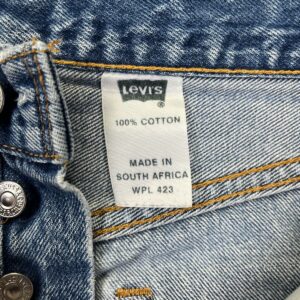 Levi's
®
100% COTTON
MADE IN
SOUTH AFRICA
WPL 423